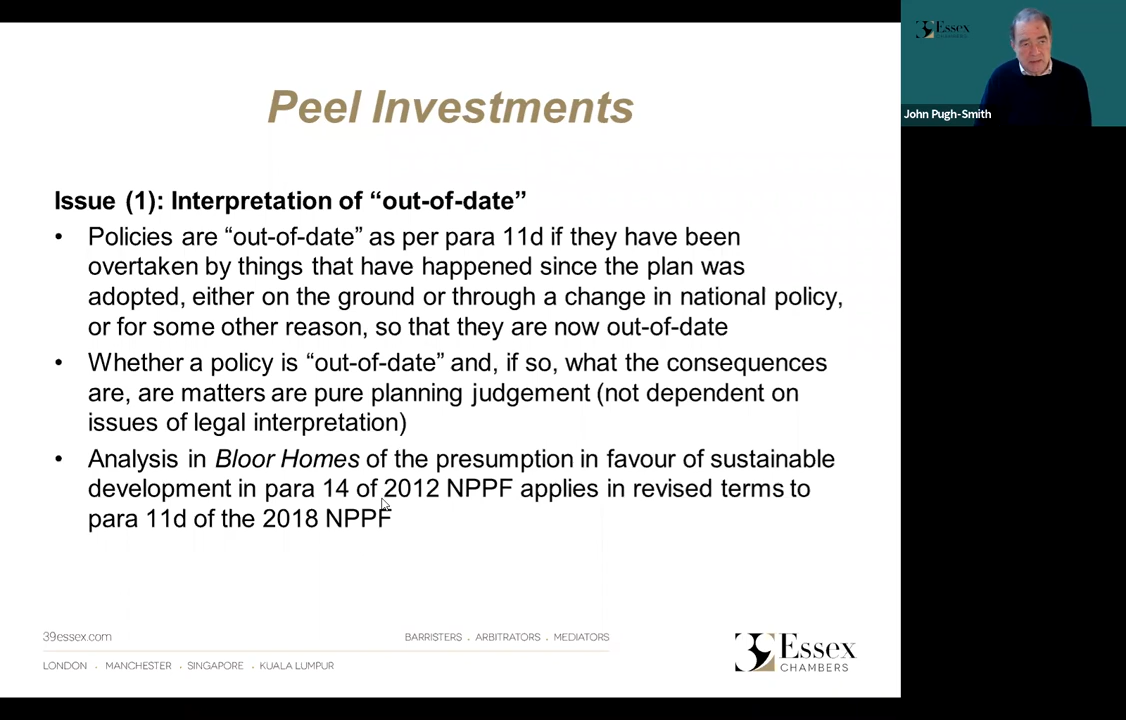 Peel Investments
Issue (1): Interpretation of “out-of-date”
• Policies are “out-of-date” as per para 11d if they have been
overtaken by things that have happened since the plan was
adopted, either on the ground or through a change in national policy,
or for some other reason, so that they are now out-of-date
• Whether a policy is “out-of-date” and, if so, what the consequences
are, are matters are pure planning judgement (not dependent on
issues of legal interpretation)
• Analysis in Bloor Homes of the presumption in favour of sustainable
development in para 14 of 2012 NPPF applies in revised terms to
para 11d of the 2018 NPPF
39essex.com
BARRISTERS . ARBITRATORS . MEDIATORS
LONDON . MANCHESTER . SINGAPORE . KUALA LUMPUR
39 Essex
CHAMBERS
39 Essex
CHAMBERS
John Pugh-Smith